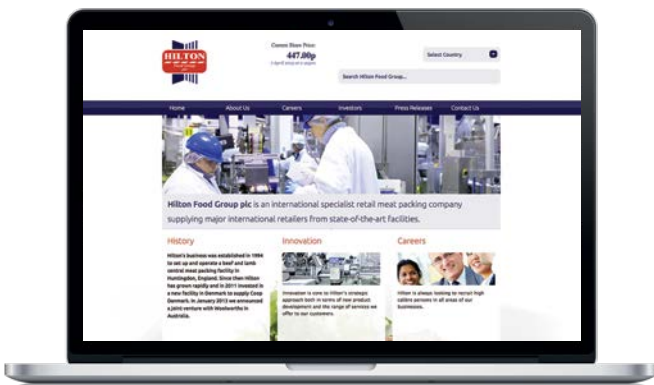 HILTON
Food Group
plc
Current Share Price:
447.00p
Select Country
Search Hilton Food Group...
Home About Us Careers Investors Press Releases Contact Us
Hilton Food Group plc is an international specialist retail meat packing company
supplying major international retailers from state-of-the-art facilities.
History
Hilton's business was established in 1994
to set up and operate a beef and lamb
central meat packing facility in
Huntingdon, England. Since then Hilton
has grown rapidly and in 2011 invested in
a new facility in Denmark to supply Coop
Denmark. In January 2013 we announced
a joint venture with Woolworths in
Australia.
Innovation
Innovation is core to Hilton's strategic
approach both in terms of new product
development and the range of services we
offer to our customers.
Careers
Hilton is always looking to recruit high
calibre persons in all areas of our
businesses.